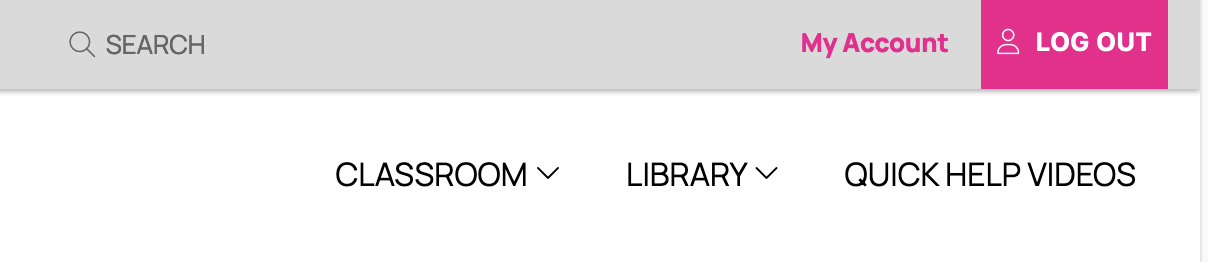 SEARCH My Account LOG OUT
CLASSROOM LIBRARY QUICK HELP VIDEOS